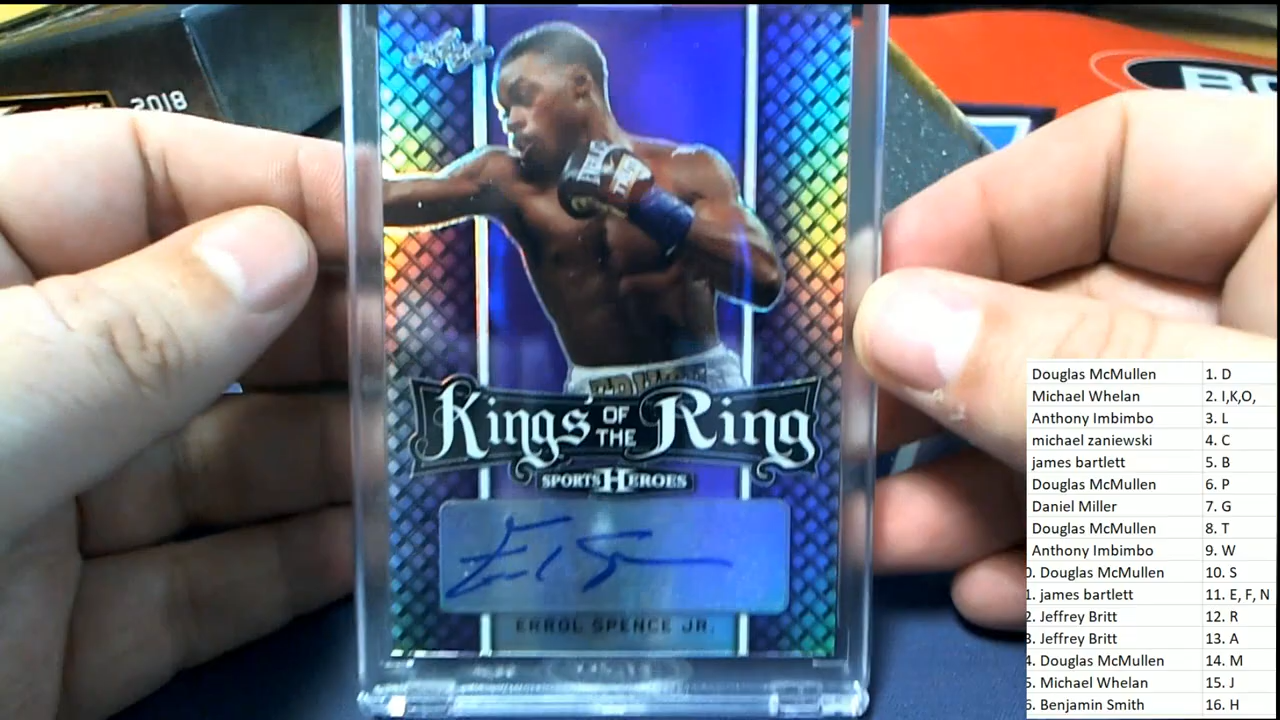 2018
BO
Leaf
EVERLAST
Kings OF THE Ring
SPORTS HEROES
ERROL SPENCE JR.
Douglas McMullen 1. D
Michael Whelan 2. I,K,O,
Anthony Imbimbo 3. L
michael zaniewski 4. C
james bartlett 5. B
Douglas McMullen 6. P
Daniel Miller 7. G
Douglas McMullen 8. T
Anthony Imbimbo 9. W
0. Douglas McMullen 10. S
1. james bartlett 11. E, F, N
2. Jeffrey Britt 12. R
3. Jeffrey Britt 13. A
4. Douglas McMullen 14. M
5. Michael Whelan 15. J
6. Benjamin Smith 16. H